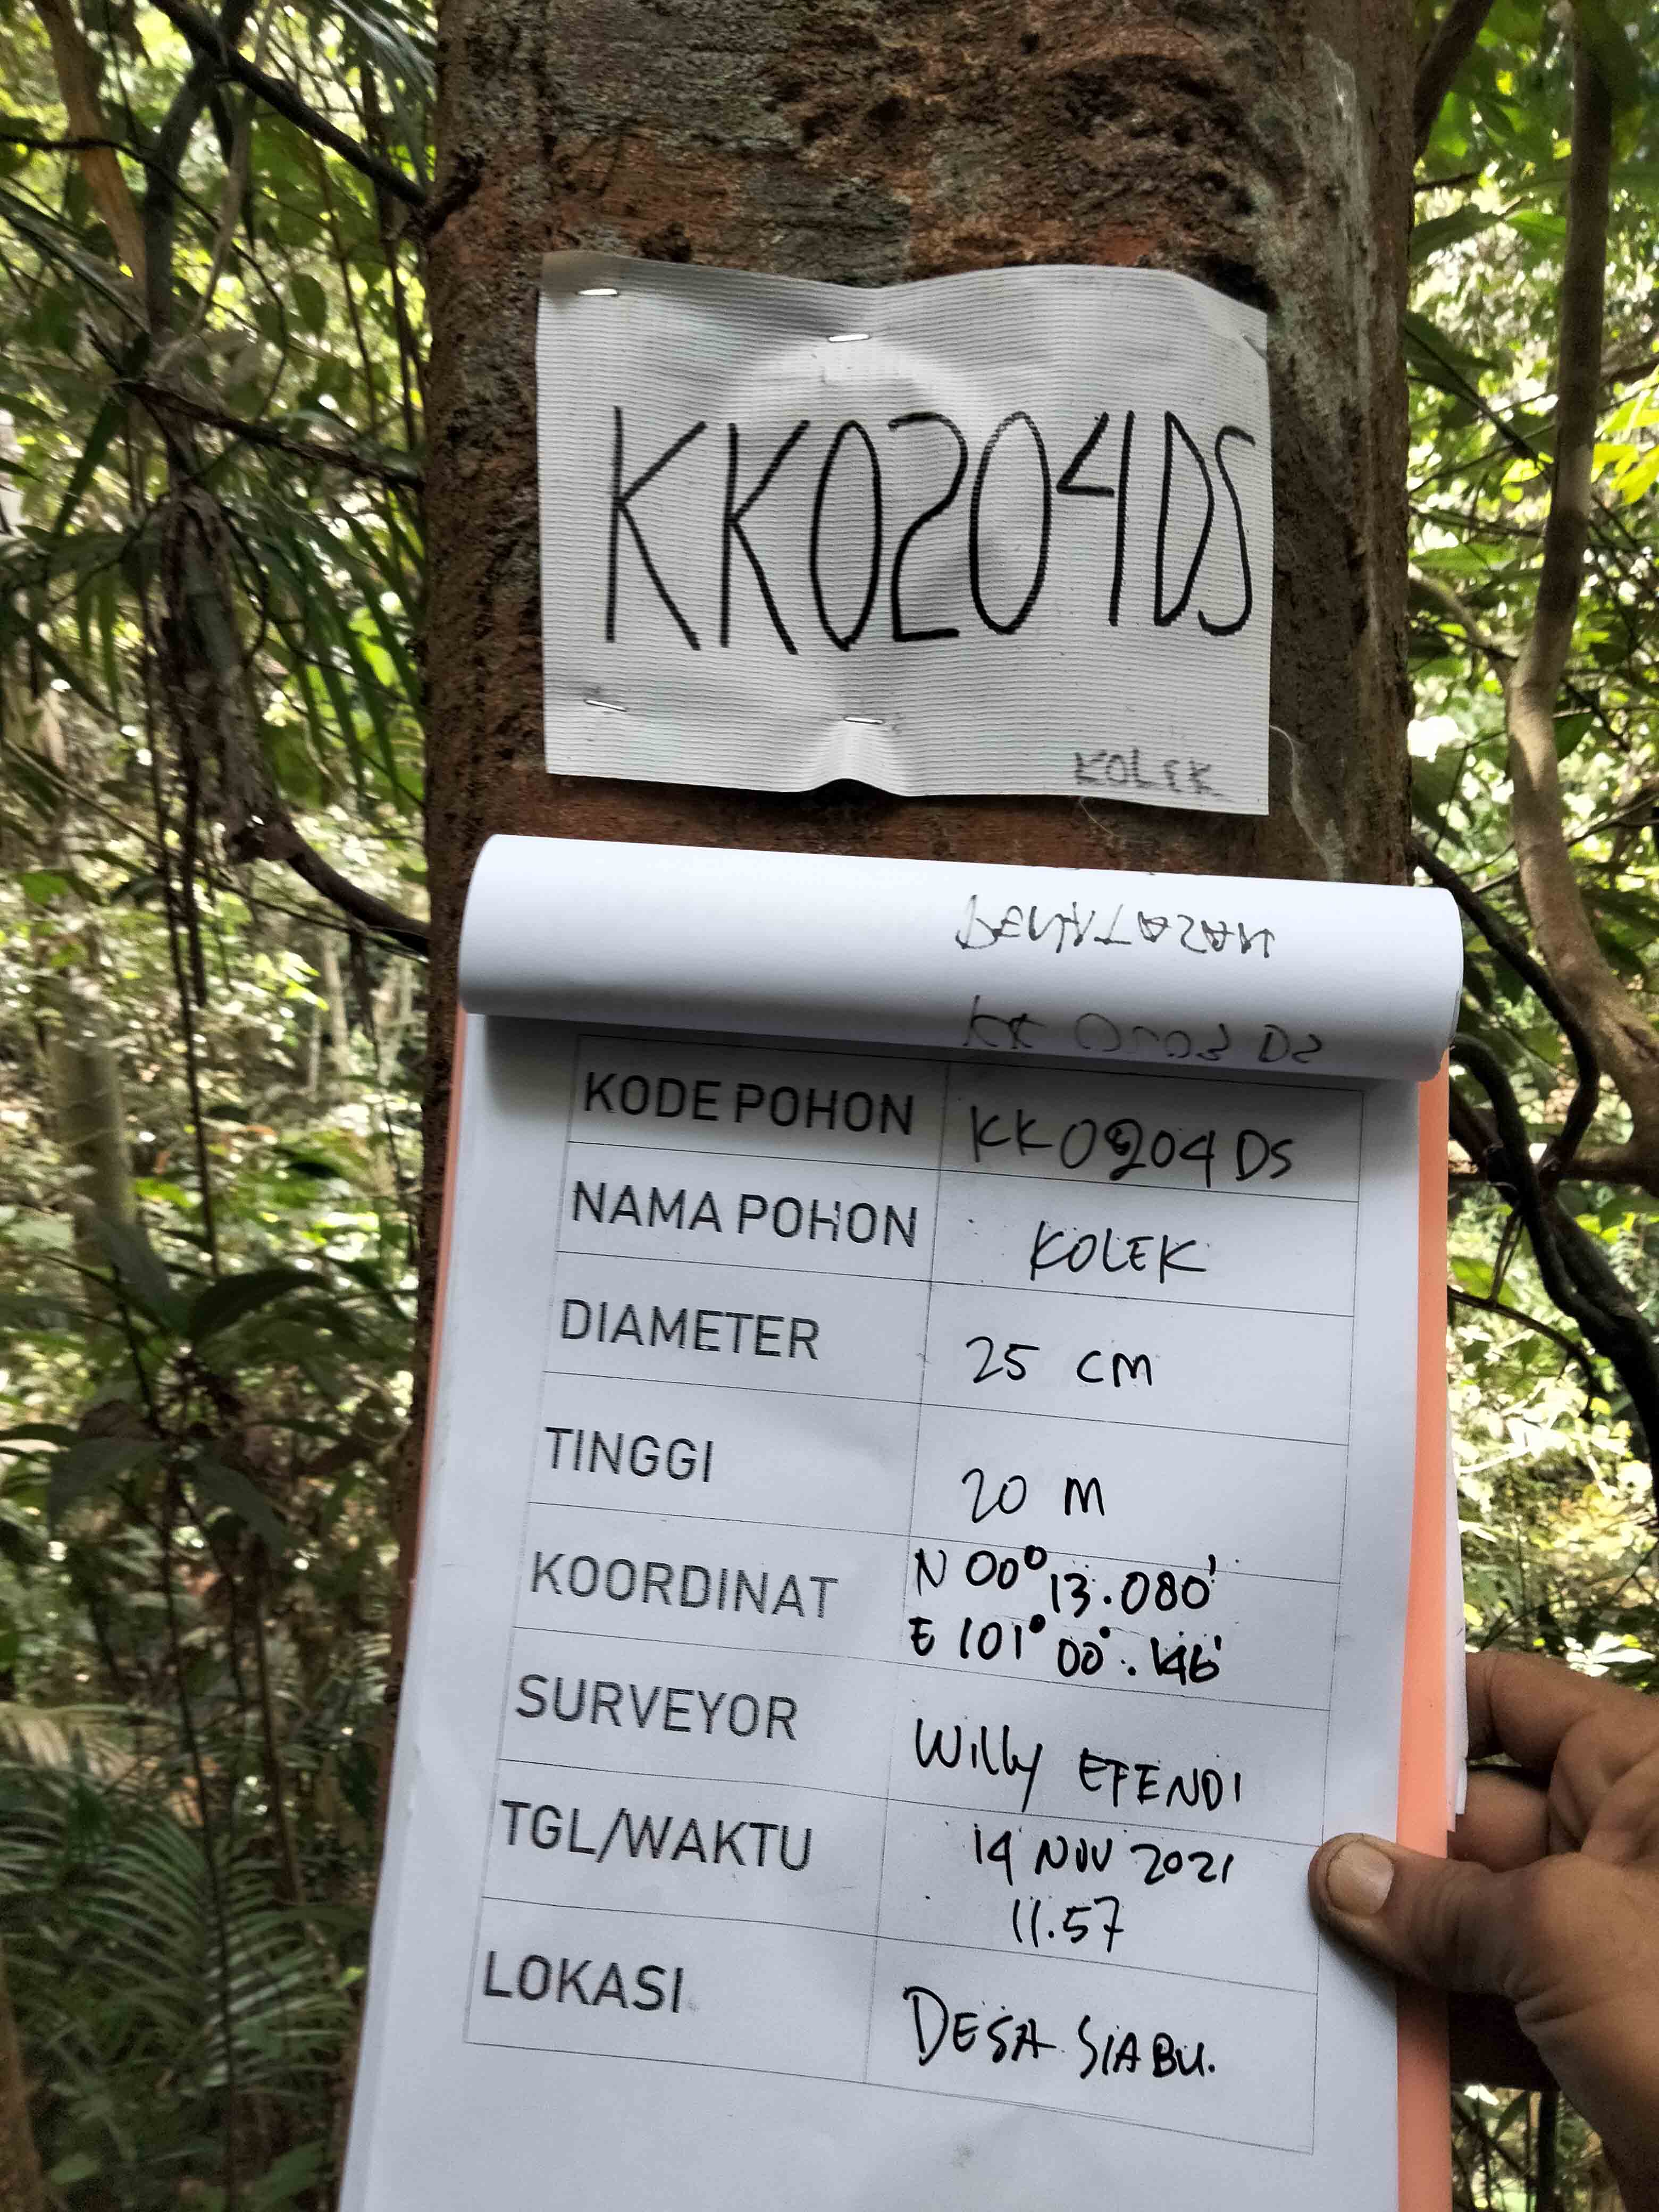 KK0204DS
KOLEK
KODE POHON KK0204DS
NAMA POHON KOLEK
DIAMETER 25 CM
TINGGI 20 M
KOORDINAT N 00° 13.080'
E 101° 00°. 146'
SURVEYOR Willy EFENDI
TGL/WAKTU 14 NOV 2021
11.57
LOKASI DESA SIABU.